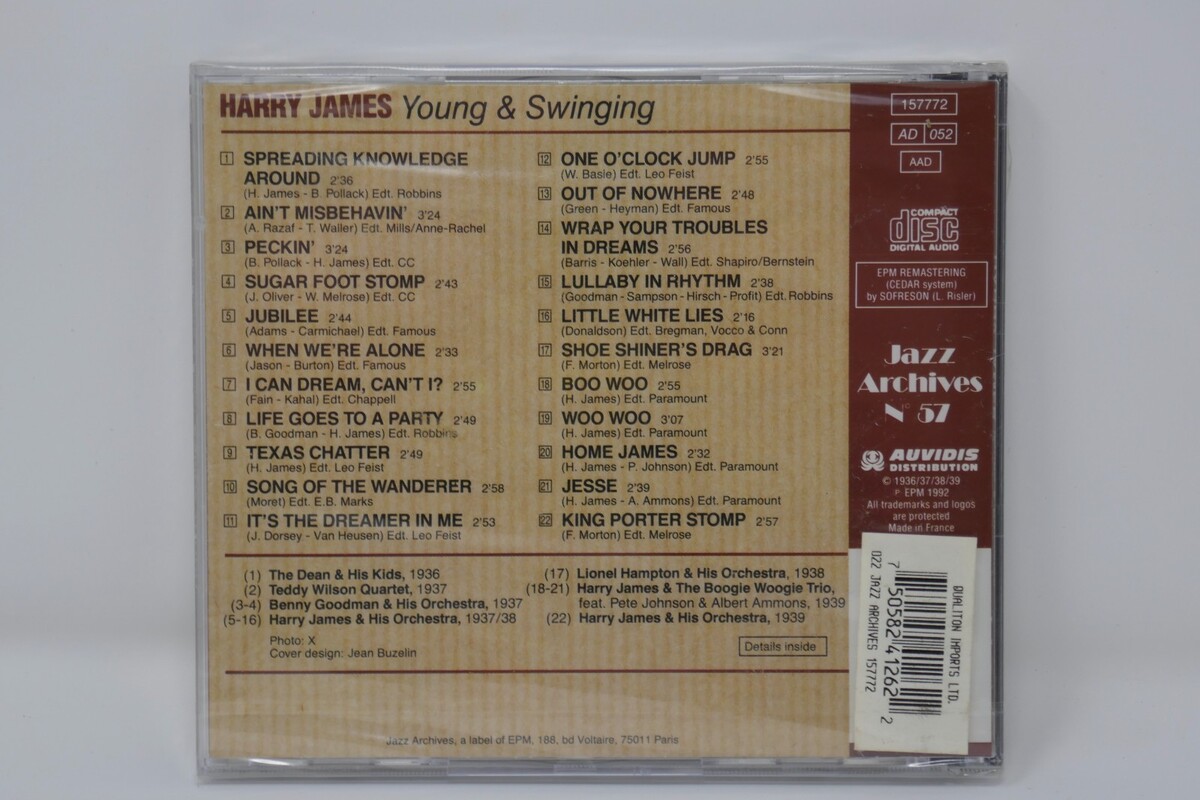 HARRY JAMES Young & Swinging
1 SPREADING KNOWLEDGE
AROUND 2'36
(H. James - B. Pollack) Edt. Robbins
2 AIN'T MISBEHAVIN' 3'24
(A. Razaf - T. Waller) Edt. Mills/Anne-Rachel
3 PECKIN' 3'24
(B. Pollack - H. James) Edt. CC
4 SUGAR FOOT STOMP 2'43
(J. Oliver - W. Melrose) Edt. CC
5 JUBILEE 2'44
(Adams - Carmichael) Edt. Famous
6 WHEN WE'RE ALONE 2'33
(Jason - Burton) Edt. Famous
7 I CAN DREAM, CAN'T I? 2'55
(Fain - Kahal) Edt. Chappell
8 LIFE GOES TO A PARTY 2'49
(B. Goodman - H. James) Edt. Robbins
9 TEXAS CHATTER 2'49
(H. James) Edt. Leo Feist
10 SONG OF THE WANDERER 2'58
(Moret) Edt. E.B. Marks
11 IT'S THE DREAMER IN ME 2'53
(J. Dorsey - Van Heusen) Edt. Leo Feist
12 ONE O'CLOCK JUMP 2'55
(W. Basie) Edt. Leo Feist
13 OUT OF NOWHERE 2'48
(Green - Heyman) Edt. Famous
14 WRAP YOUR TROUBLES
IN DREAMS 2'56
(Barris - Koehler - Wall) Edt. Shapiro/Bernstein
15 LULLABY IN RHYTHM 2'38
(Goodman - Sampson - Hirsch - Profit) Edt. Robbins
16 LITTLE WHITE LIES 2'16
(Donaldson) Edt. Bregman, Vocco & Conn
17 SHOE SHINER'S DRAG 3'21
(F. Morton) Edt. Melrose
18 BOO WOO 2'55
(H. James) Edt. Paramount
19 WOO WOO 3'07
(H. James) Edt. Paramount
20 HOME JAMES 2'32
(H. James - P. Johnson) Edt. Paramount
21 JESSE 2'39
(H. James - A. Ammons) Edt. Paramount
22 KING PORTER STOMP 2'57
(F. Morton) Edt. Melrose
(1) The Dean & His Kids, 1936
(2) Teddy Wilson Quartet, 1937
(3-4) Benny Goodman & His Orchestra, 1937
(5-16) Harry James & His Orchestra, 1937/38
(17) Lionel Hampton & His Orchestra, 1938
(18-21) Harry James & The Boogie Woogie Trio,
feat. Pete Johnson & Albert Ammons, 1939
(22) Harry James & His Orchestra, 1939
Photo: X
Cover design: Jean Buzelin
Details inside
Jazz Archives, a label of EPM, 188, bd Voltaire, 75011 Paris
157772
AD 052
AAD
COMPACT
disc
DIGITAL AUDIO
EPM REMASTERING
(CEDAR system)
by SOFRESON (L. Risler)
Jazz
Archives
N° 57
AUVIDIS
DISTRIBUTION
© 1936/37/38/39
℗ EPM 1992
All trademarks and logos
are protected
Made in France
QUALITON IMPORTS LTD.
7 50582 41262 2
022 JAZZ ARCHIVES 157772